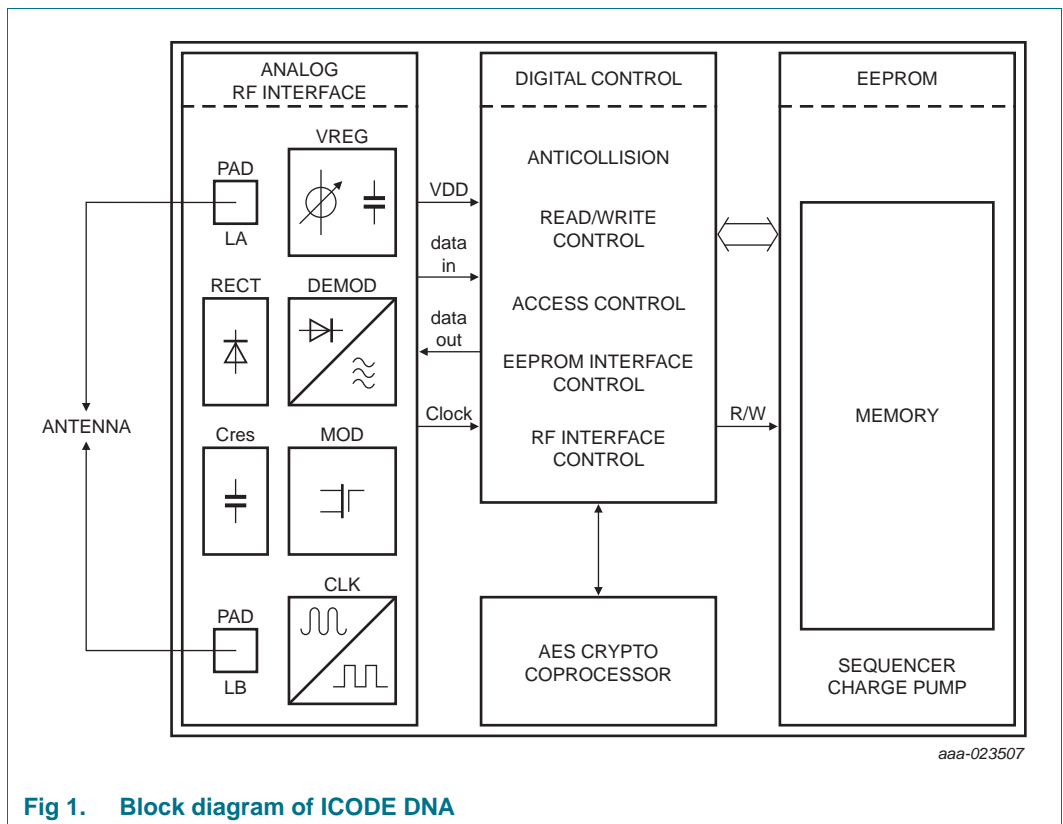 ANALOG
RF INTERFACE
VREG
PAD
LA
RECT
DEMOD
ANTENNA
Cres
MOD
CLK
PAD
LB
VDD
data
in
data
out
Clock
DIGITAL CONTROL
ANTICOLLISION
READ/WRITE
CONTROL
ACCESS CONTROL
EEPROM INTERFACE
CONTROL
RF INTERFACE
CONTROL
AES CRYPTO
COPROCESSOR
R/W
EEPROM
MEMORY
SEQUENCER
CHARGE PUMP
aaa-023507
Fig 1. Block diagram of ICODE DNA